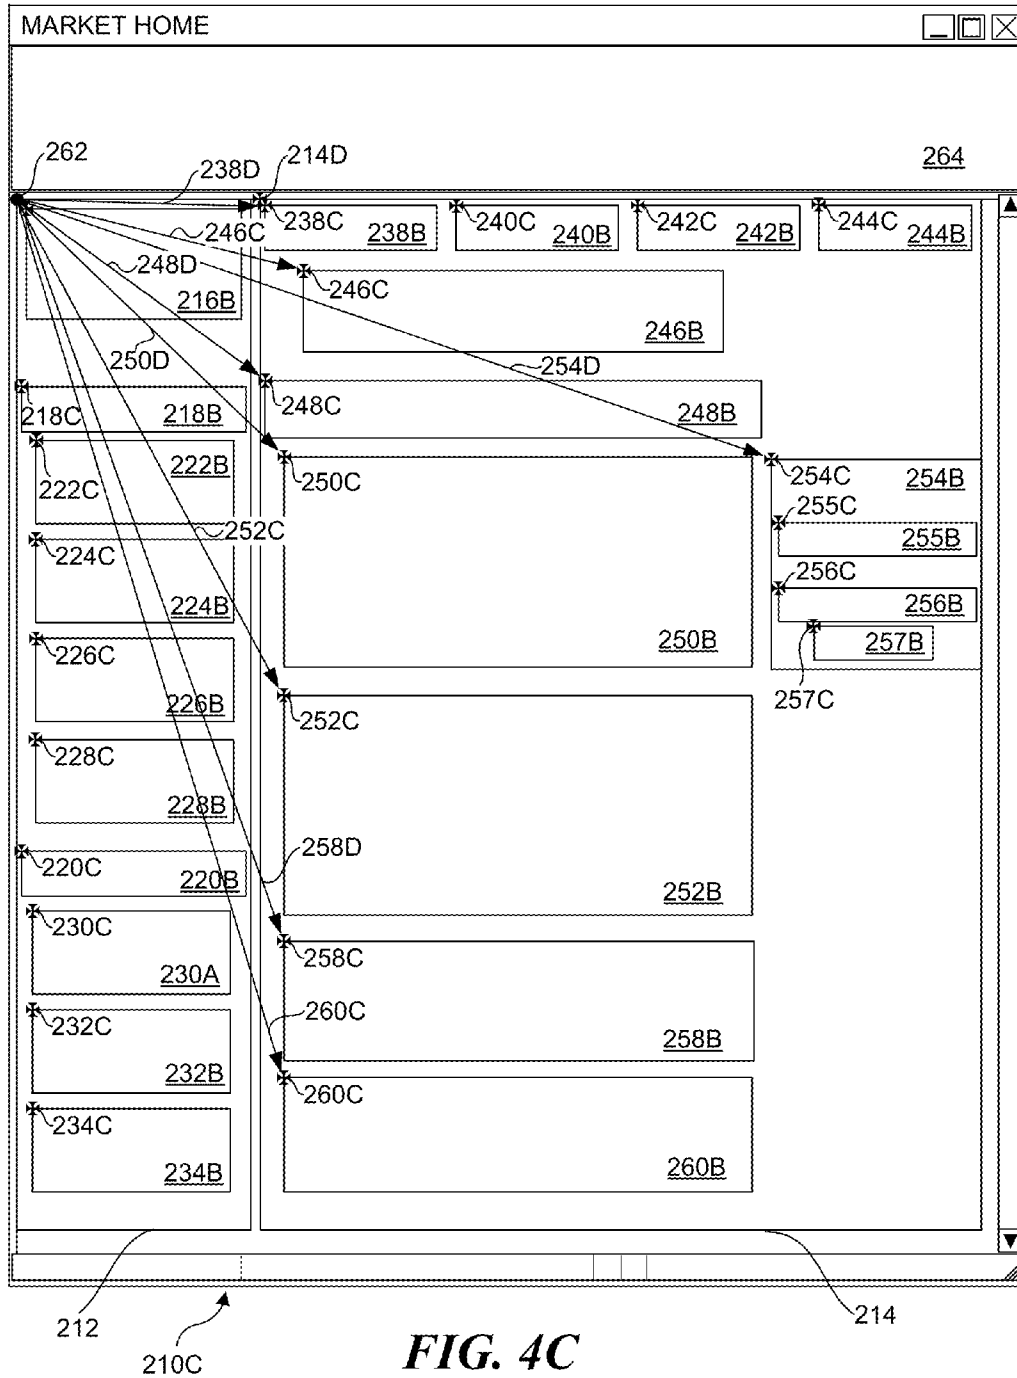 MARKET HOME
264
262
238D
214D
238C
238B
240C
240B
242C
242B
244C
244B
246C
248D
216B
246C
246B
250D
254D
218C
218B
248C
248B
222B
222C
250C
254C
254B
252C
255C
255B
224C
224B
256C
256B
226C
226B
250B
257B
257C
252C
228C
228B
258D
220C
220B
252B
230C
230A
258C
260C
258B
232C
232B
260C
234C
234B
260B
212
214
210C
FIG. 4C